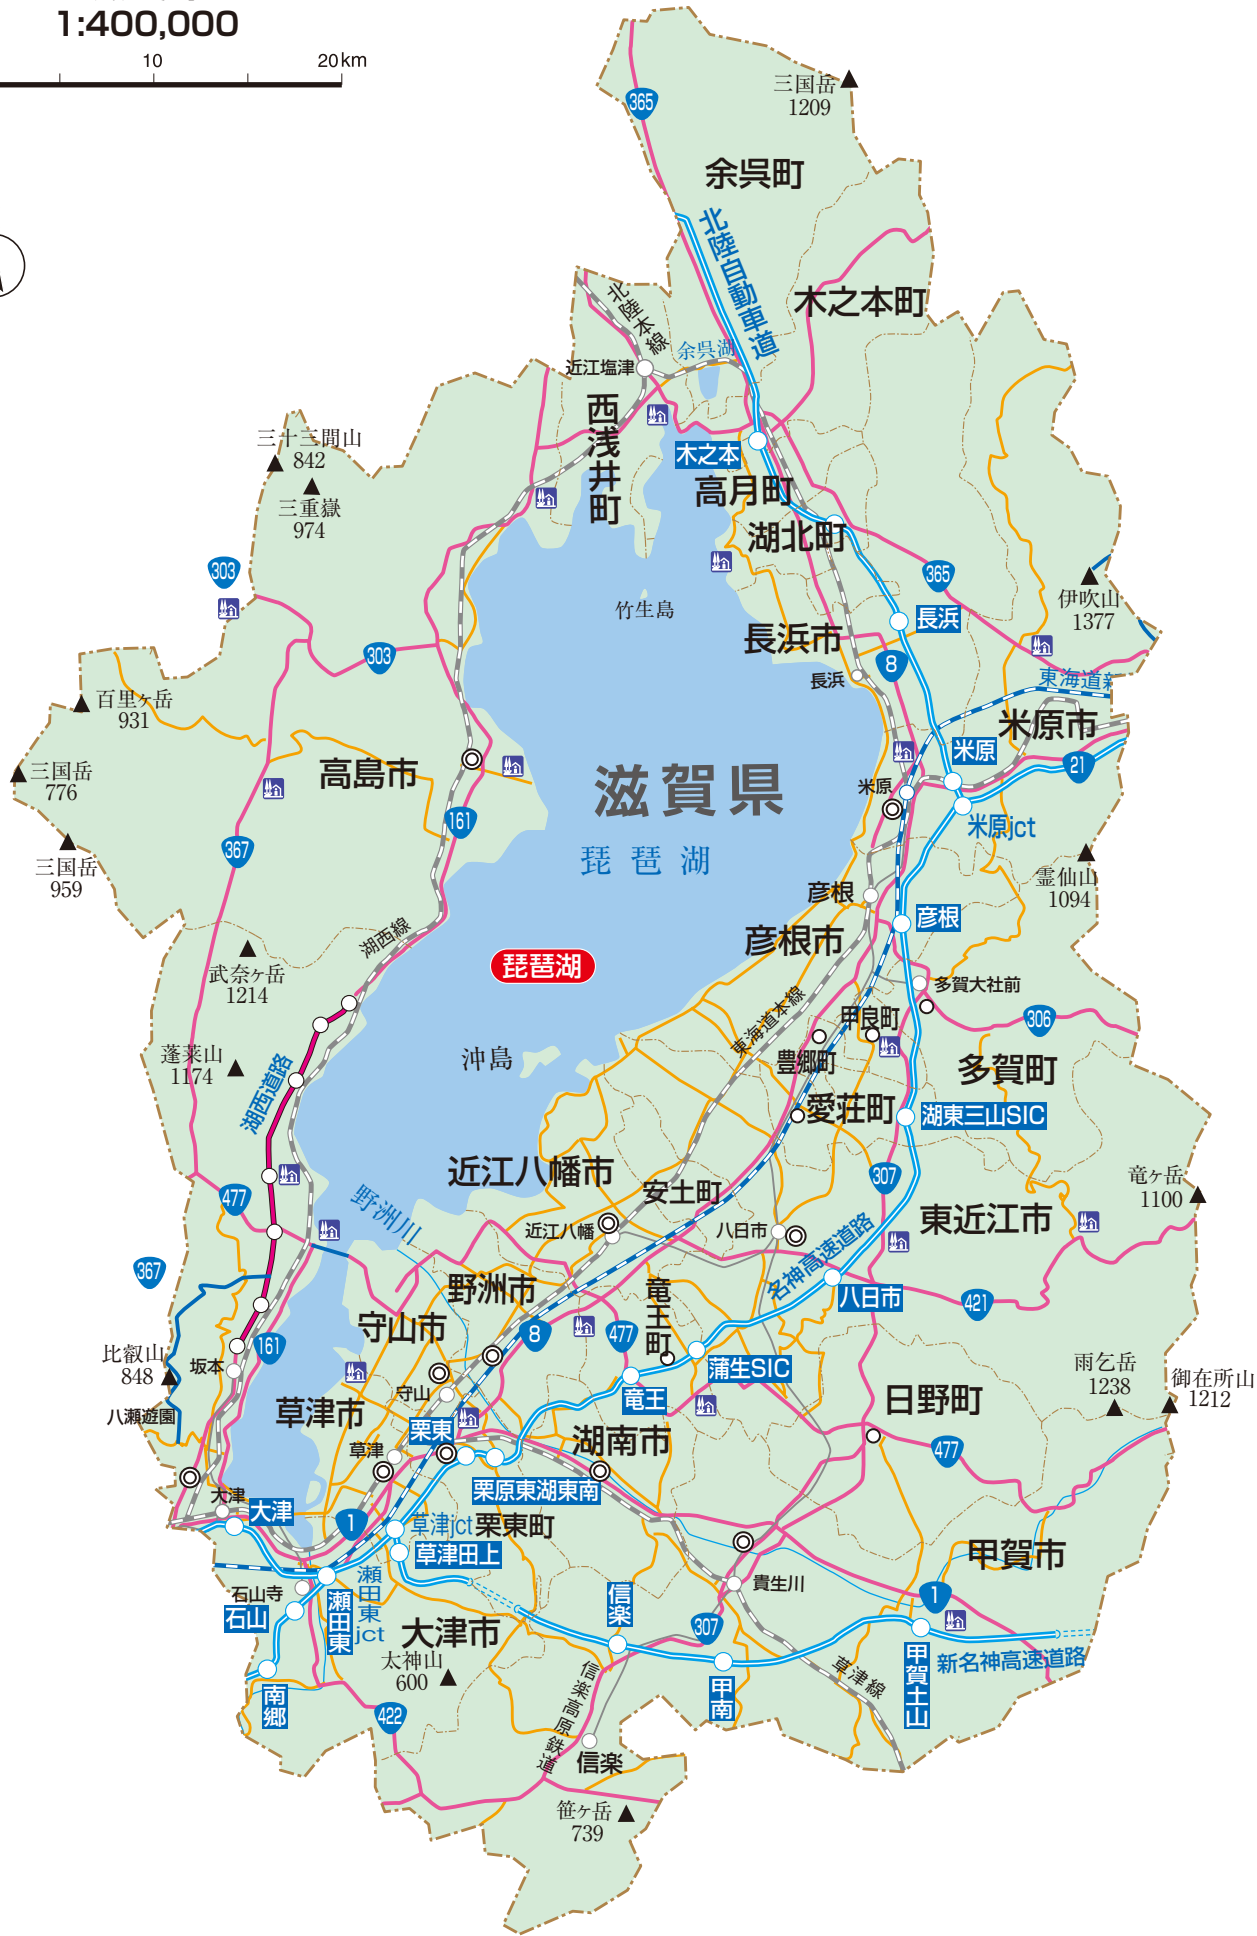 1:400,000
10
20km
365
三国岳
1209
余呉町
北陸自動車道
木之本町
北陸本線
余呉湖
近江塩津
西浅井町
木之本
高月町
三十三間山
842
三重嶽
974
湖北町
303
365
伊吹山
1377
竹生島
長浜
長浜市
303
8
長浜
東海道新
百里ヶ岳
931
米原市
米原
21
三国岳
776
高島市
滋賀県
米原
161
米原jct
367
琵琶湖
三国岳
959
霊仙山
1094
彦根
彦根
彦根市
湖西線
琵琶湖
武奈ヶ岳
1214
多賀大社前
東海道本線
甲良町
306
蓬莱山
1174
沖島
豊郷町
多賀町
湖西道路
愛荘町
湖東三山SIC
近江八幡市
307
竜ヶ岳
1100
477
安土町
野洲川
近江八幡
八日市
東近江市
名神高速道路
367
野洲市
竜王町
八日市
421
守山市
8
477
161
比叡山
848
坂本
蒲生SIC
雨乞岳
1238
御在所山
1212
守山
竜王
日野町
八瀬遊園
草津市
栗東
湖南市
草津
477
大津
大津
栗原東湖東南
1
草津jct
栗東町
草津田上
甲賀市
瀬田東jct
石山寺
貴生川
石山
瀬田東
信楽
1
大津市
307
太神山
600
甲賀土山
新名神高速道路
南郷
422
信楽高原鉄道
甲南
草津線
信楽
笹ヶ岳
739